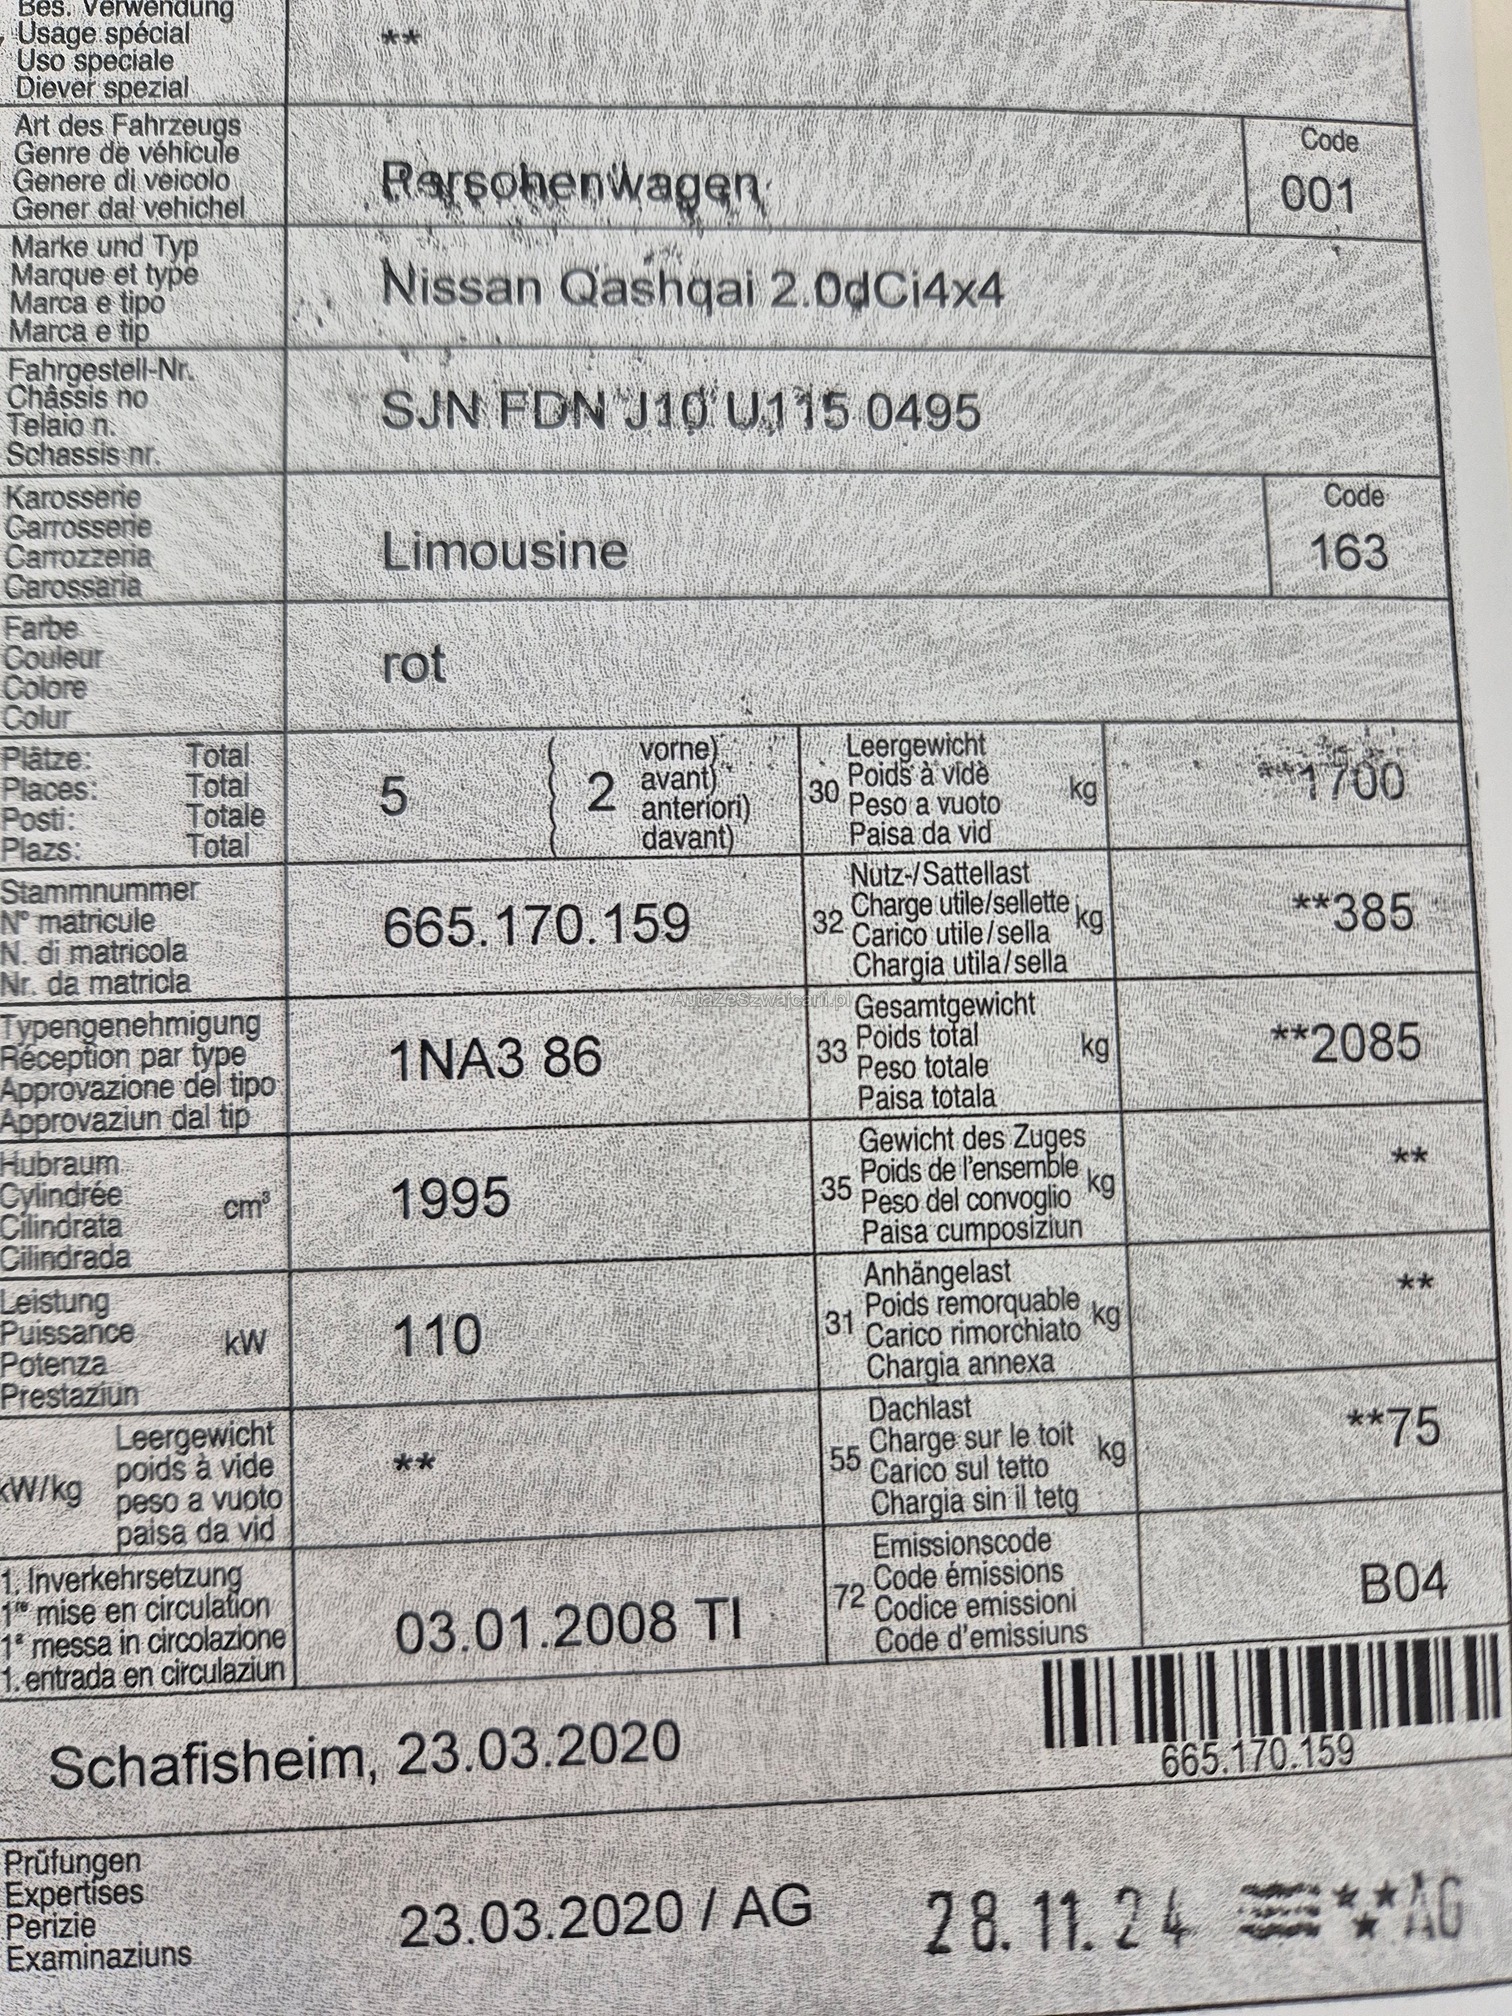 Bes. Verwendung
Usage spécial
Uso speciale
Diever spezial
**
Art des Fahrzeugs
Genre de véhicule
Genere di veicolo
Gener dal vehichel
Personenwagen
Code
001
Marke und Typ
Marque et type
Marca e tipo
Marca e tip
Nissan Qashqai 2.0dCi4x4
Fahrgestell-Nr.
Châssis no
Telaio n.
Schassis nr.
SJN FDN J10 U115 0495
Karosserie
Carrosserie
Carrozzeria
Carossaria
Limousine
Code
163
Farbe
Couleur
Colore
Colur
rot
Plätze: Total
Places: Total
Posti: Totale
Plazs: Total
5
2
vorne)
avant)
anteriori)
davant)
30
Leergewicht
Poids à vide
Peso a vuoto
Paisa da vid
kg
**1700
Stammnummer
N° matricule
N. di matricola
Nr. da matricla
665.170.159
32
Nutz-/Sattellast
Charge utile/sellette
Carico utile/sella
Chargia utila/sella
kg
**385
AutaZeSzwajcarii.pl
Typengenehmigung
Réception par type
Approvazione del tipo
Approvaziun dal tip
1NA3 86
33
Gesamtgewicht
Poids total
Peso totale
Paisa totala
kg
**2085
Hubraum
Cylindrée
Cilindrata
Cilindrada
cm³
1995
35
Gewicht des Zuges
Poids de l'ensemble
Peso del convoglio
Paisa cumposiziun
kg
**
Leistung
Puissance
Potenza
Prestaziun
kW
110
31
Anhängelast
Poids remorquable
Carico rimorchiato
Chargia annexa
kg
**
kW/kg
Leergewicht
poids à vide
peso a vuoto
paisa da vid
**
55
Dachlast
Charge sur le toit
Carico sul tetto
Chargia sin il tetg
kg
**75
1. Inverkehrsetzung
1re mise en circulation
1a messa in circolazione
1. entrada en circulaziun
03.01.2008 TI
72
Emissionscode
Code émissions
Codice emissioni
Code d'emissiuns
B04
665.170.159
Schafisheim, 23.03.2020
Prüfungen
Expertises
Perizie
Examinaziuns
23.03.2020 / AG
28.11.24
AG